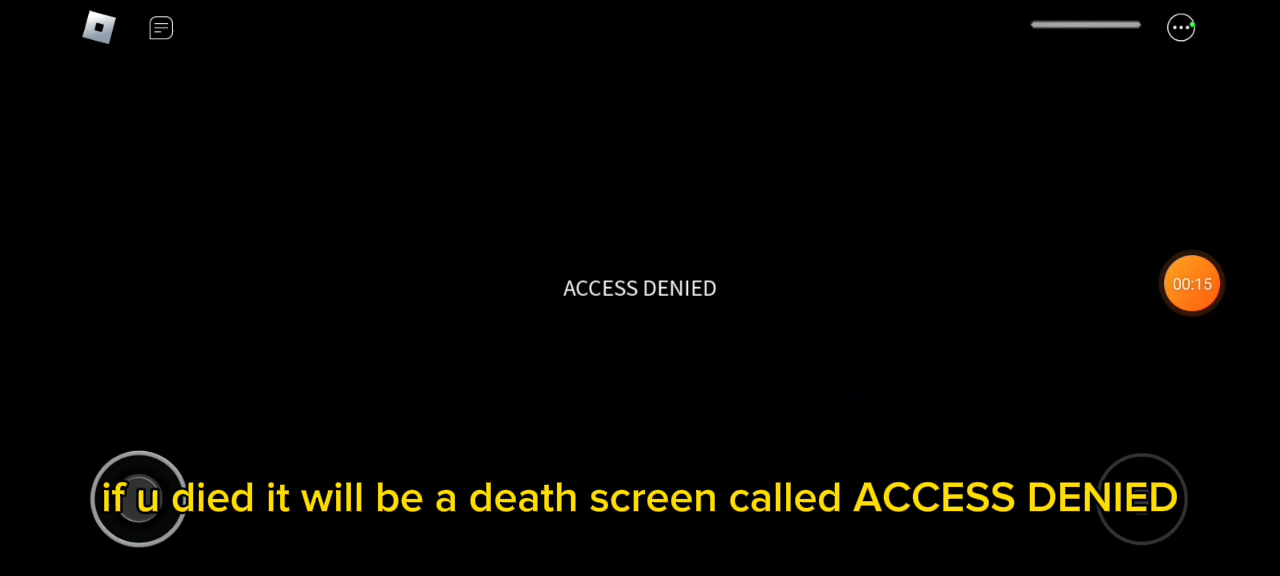 ACCESS DENIED
00:15
if u died it will be a death screen called ACCESS DENIED